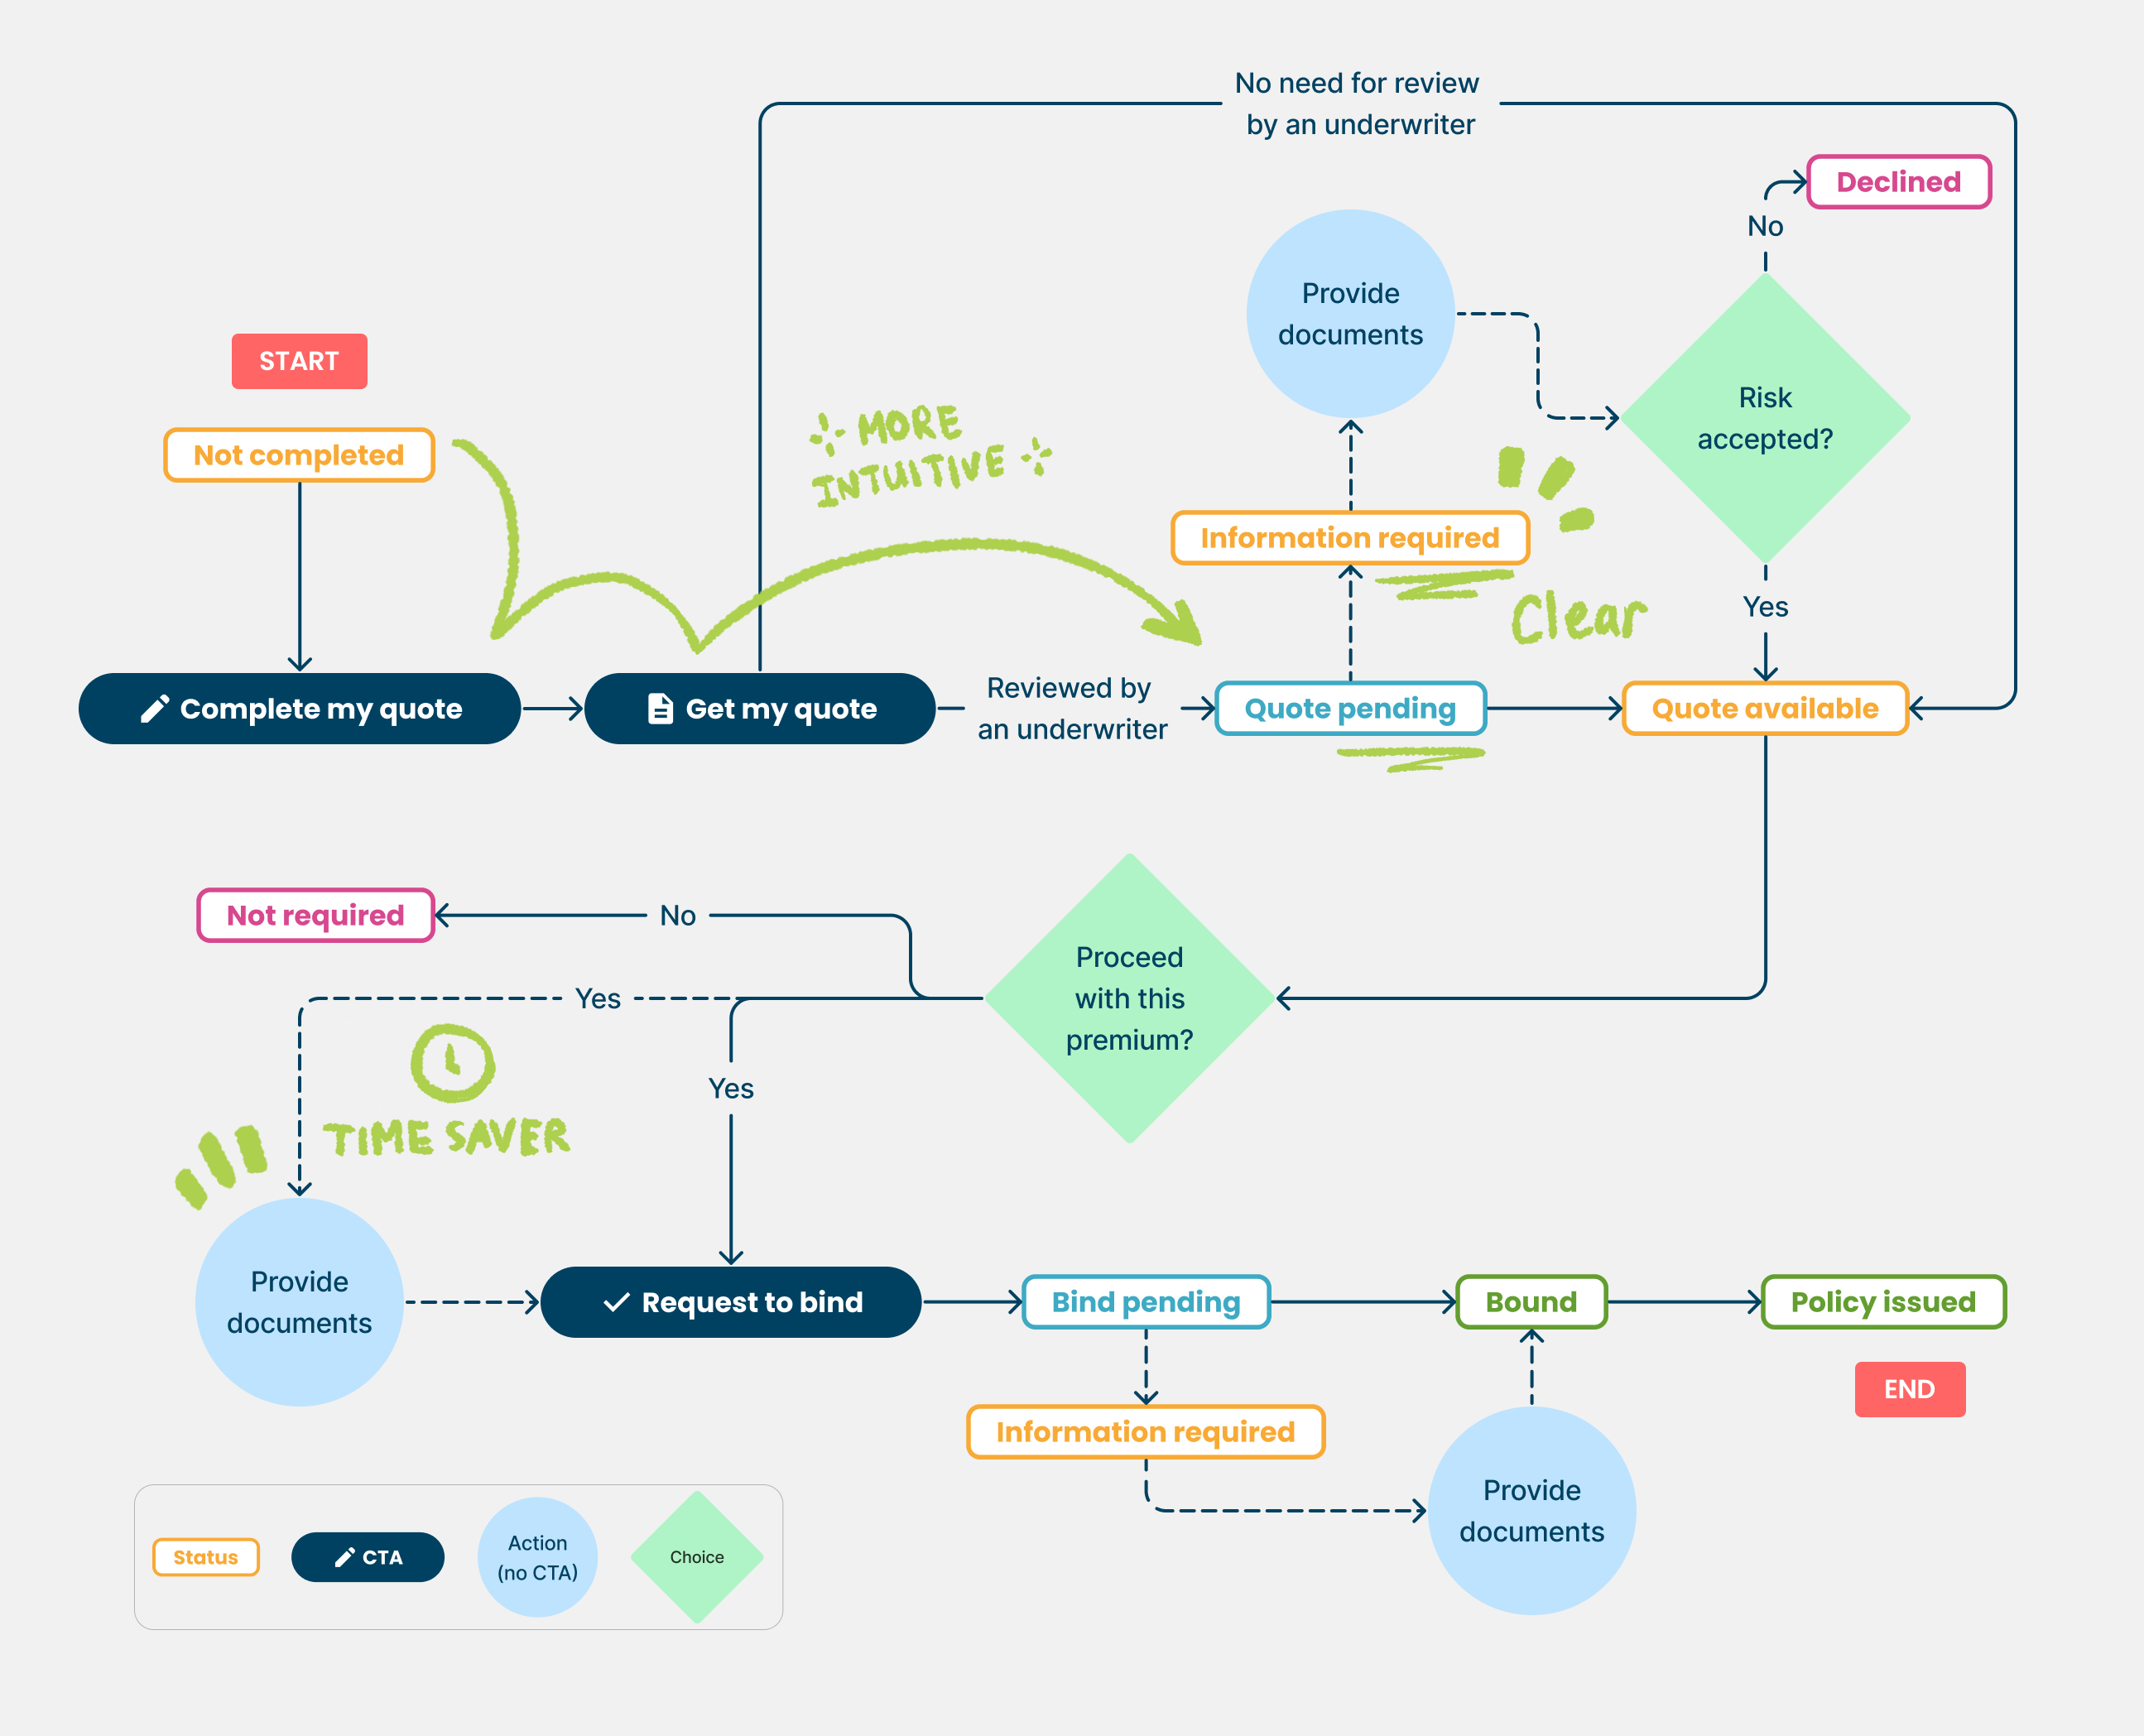 No need for review
by an underwriter
Declined
No
Provide
documents
Risk
accepted?
START
Not completed
MORE
INTUITIVE
Information required
Clear
Yes
Complete my quote
Get my quote
Reviewed by
an underwriter
Quote pending
Quote available
Not required
No
Proceed
with this
premium?
Yes
Yes
TIME SAVER
Provide
documents
Request to bind
Bind pending
Bound
Policy issued
END
Information required
Provide
documents
Status
CTA
Action
(no CTA)
Choice